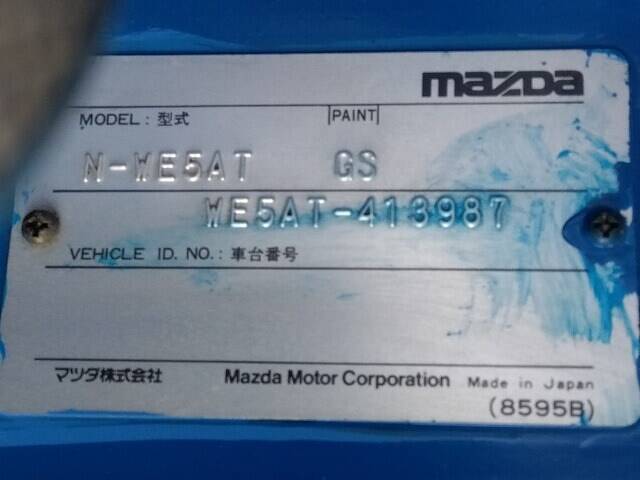 mazda
MODEL : 型式 PAINT
N-WE5AT GS
WE5AT-413987
VEHICLE ID. NO. : 車台番号
マツダ株式会社 Mazda Motor Corporation Made in Japan
(8595B)